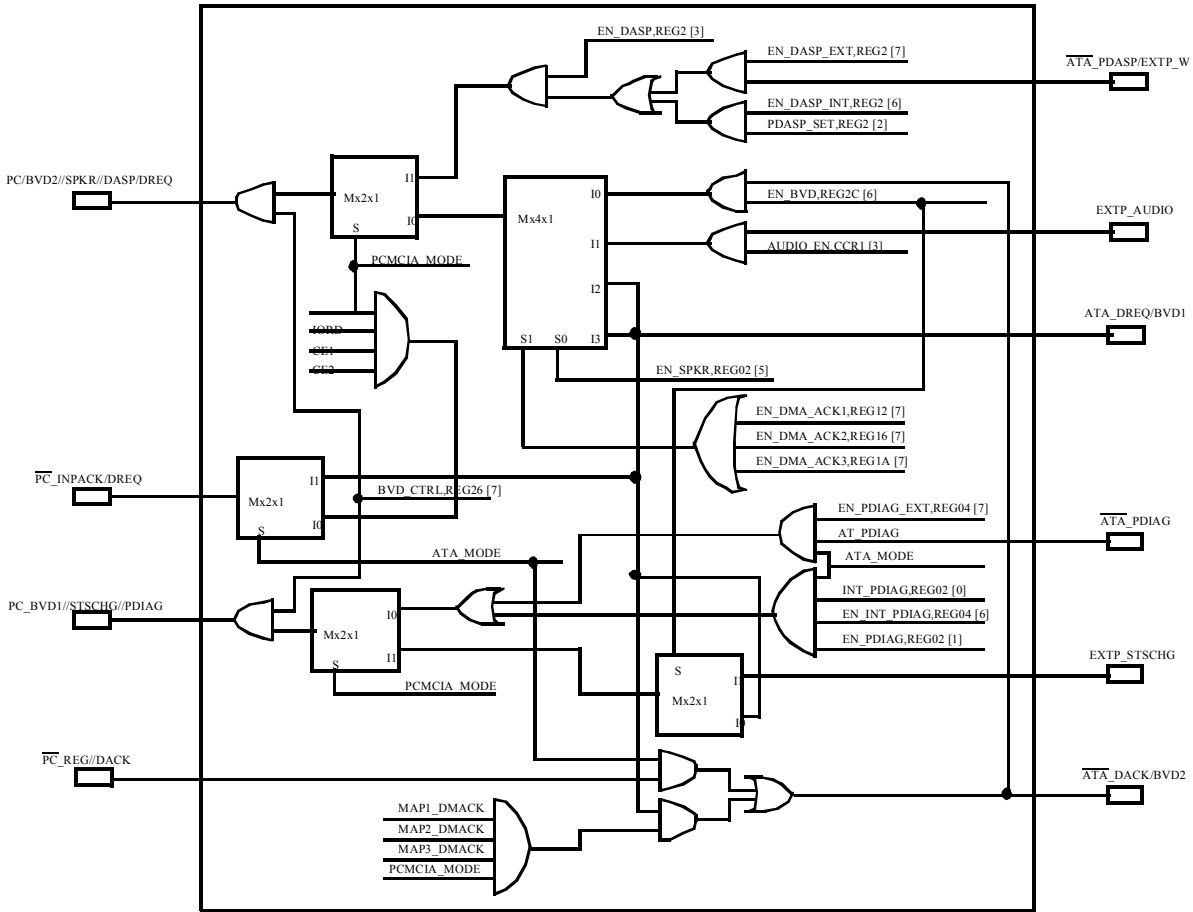 EN_DASP,REG2 [3]
EN_DASP_EXT,REG2 [7]
ATA_PDASP/EXTP_W
EN_DASP_INT,REG2 [6]
PDASP_SET,REG2 [2]
PC/BVD2//SPKR//DASP/DREQ
I1
Mx2x1
I0
S
PCMCIA_MODE
I0
Mx4x1
I1
I2
I3
S1
S0
EN_BVD,REG2C [6]
EXTP_AUDIO
AUDIO_EN.CCR1 [3]
ATA_DREQ/BVD1
IORD
CE1
CE2
EN_SPKR,REG02 [5]
EN_DMA_ACK1,REG12 [7]
EN_DMA_ACK2,REG16 [7]
EN_DMA_ACK3,REG1A [7]
PC_INPACK/DREQ
I1
Mx2x1
I0
S
BVD_CTRL,REG26 [7]
EN_PDIAG_EXT,REG04 [7]
AT_PDIAG
ATA_PDIAG
ATA_MODE
ATA_MODE
INT_PDIAG,REG02 [0]
EN_INT_PDIAG,REG04 [6]
EN_PDIAG,REG02 [1]
PC_BVD1//STSCHG//PDIAG
I0
Mx2x1
I1
S
PCMCIA_MODE
S
I1
Mx2x1
I0
EXTP_STSCHG
PC_REG//DACK
ATA_DACK/BVD2
MAP1_DMACK
MAP2_DMACK
MAP3_DMACK
PCMCIA_MODE